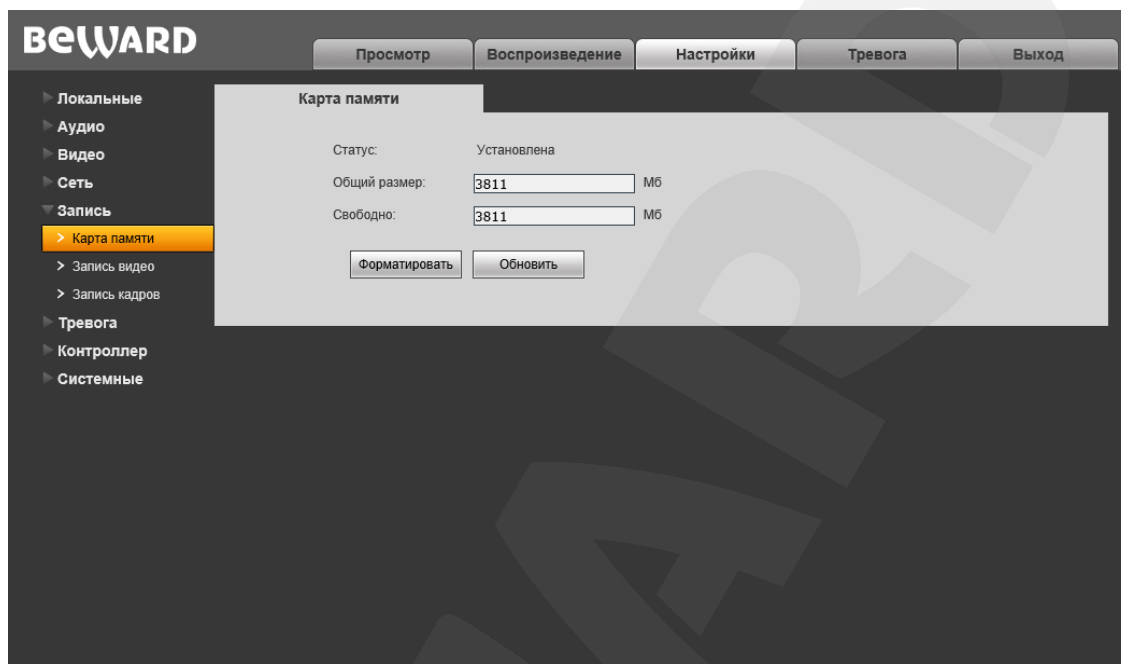 BEWARD
Просмотр Воспроизведение Настройки Тревога Выход
Локальные
Аудио
Видео
Сеть
Запись
> Карта памяти
> Запись видео
> Запись кадров
Тревога
Контроллер
Системные
Карта памяти
Статус: Установлена
Общий размер: 3811 Мб
Свободно: 3811 Мб
Форматировать Обновить